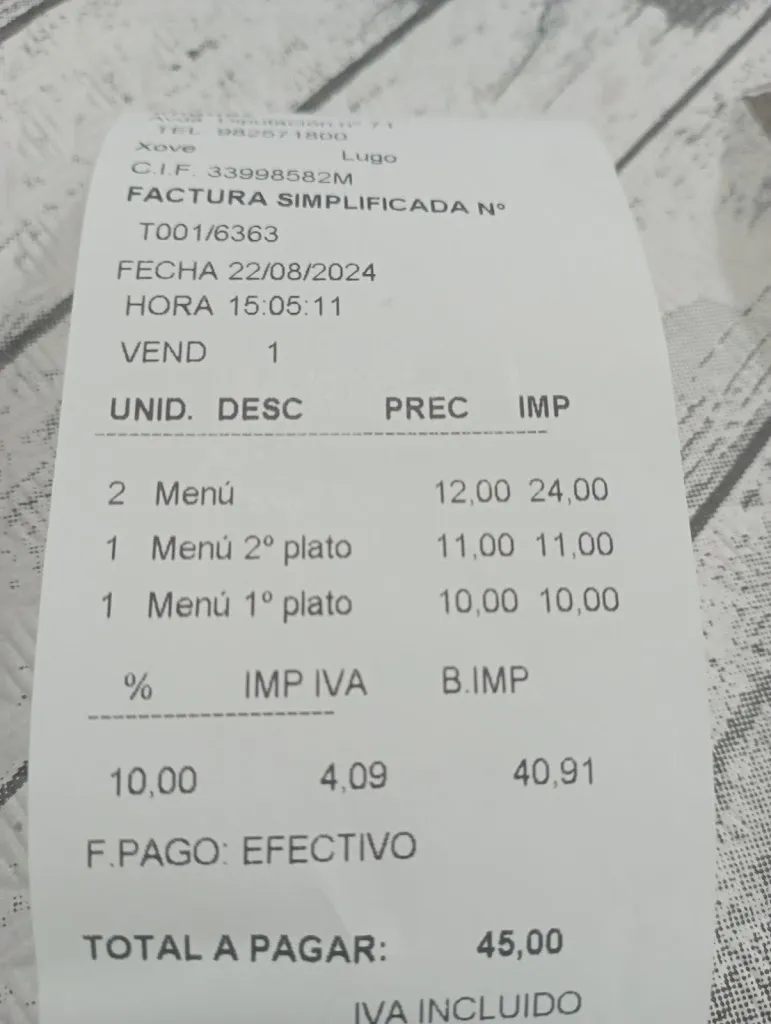 TEL 982571800
Xove Lugo
C.I.F. 33998582M
FACTURA SIMPLIFICADA Nº
T001/6363
FECHA 22/08/2024
HORA 15:05:11
VEND 1
UNID. DESC PREC IMP
2 Menú 12,00 24,00
1 Menú 2º plato 11,00 11,00
1 Menú 1º plato 10,00 10,00
% IMP IVA B.IMP
10,00 4,09 40,91
F.PAGO: EFECTIVO
TOTAL A PAGAR: 45,00
IVA INCLUIDO